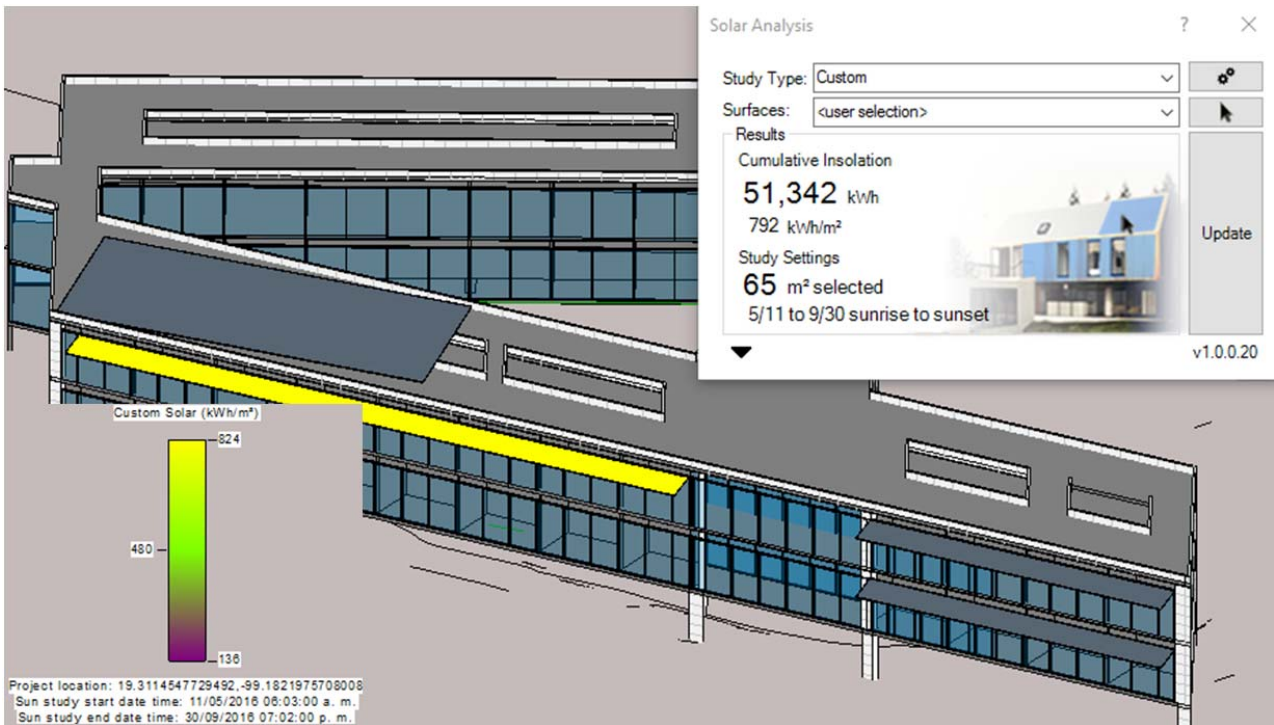 Solar Analysis
? ×
Study Type: Custom
Surfaces: <user selection>
Results
Cumulative Insolation
51,342 kWh
792 kWh/m²
Study Settings
65 m² selected
5/11 to 9/30 sunrise to sunset
Update
v1.0.0.20
Custom Solar (kWh/m²)
824
480
136
Project location: 19.3114547729492,-99.1821975708008
Sun study start date time: 11/05/2016 06:03:00 a. m.
Sun study end date time: 30/09/2016 07:02:00 p. m.